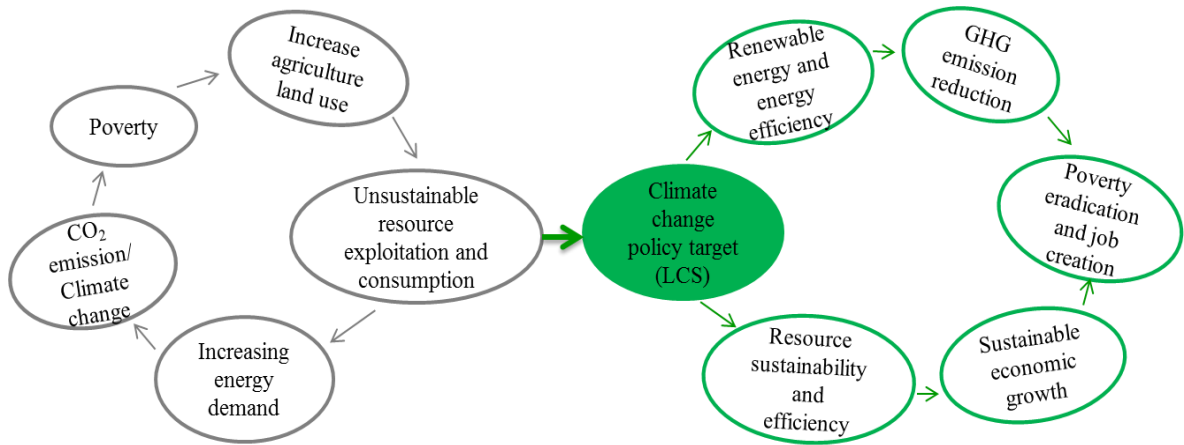 Increase
agriculture
land use
Poverty
Unsustainable
resource
exploitation and
consumption
CO₂
emission/
Climate
change
Increasing
energy
demand
Climate
change
policy target
(LCS)
Renewable
energy and
energy
efficiency
GHG
emission
reduction
Poverty
eradication
and job
creation
Resource
sustainability
and
efficiency
Sustainable
economic
growth